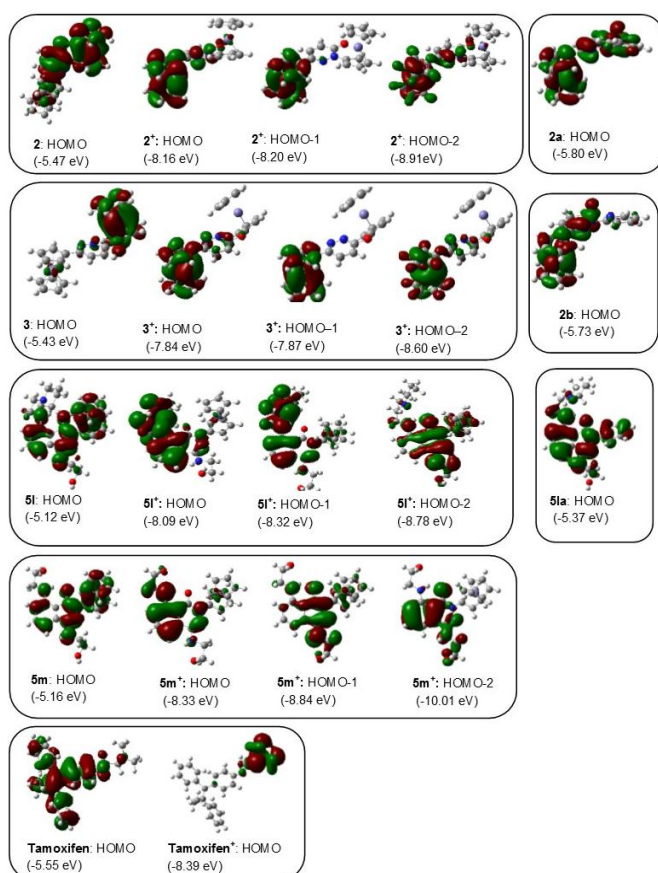 2: HOMO
(-5.47 eV)
2+: HOMO
(-8.16 eV)
2+: HOMO-1
(-8.20 eV)
2+: HOMO-2
(-8.91eV)
2a: HOMO
(-5.80 eV)
3: HOMO
(-5.43 eV)
3+: HOMO
(-7.84 eV)
3+: HOMO–1
(-7.87 eV)
3+: HOMO–2
(-8.60 eV)
2b: HOMO
(-5.73 eV)
5l: HOMO
(-5.12 eV)
5l+: HOMO
(-8.09 eV)
5l+: HOMO-1
(-8.32 eV)
5l+: HOMO-2
(-8.78 eV)
5la: HOMO
(-5.37 eV)
5m: HOMO
(-5.16 eV)
5m+: HOMO
(-8.33 eV)
5m+: HOMO-1
(-8.84 eV)
5m+: HOMO-2
(-10.01 eV)
Tamoxifen: HOMO
(-5.55 eV)
Tamoxifen+: HOMO
(-8.39 eV)